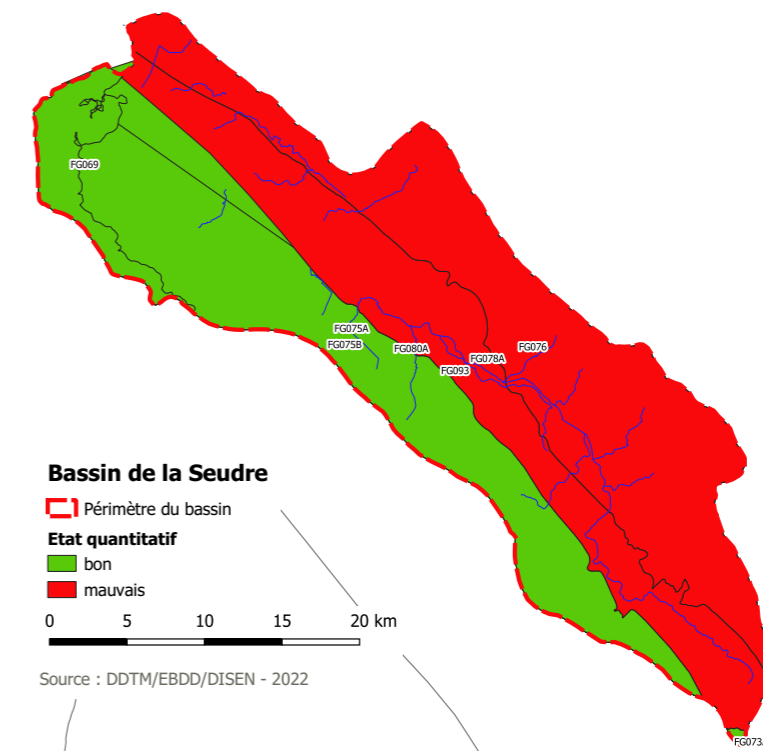 FG069
FG075A
FG075B
FG080A
FG076
FG078A
FG093
Bassin de la Seudre
Périmètre du bassin
Etat quantitatif
bon
mauvais
0 5 10 15 20 km
Source : DDTM/EBDD/DISEN - 2022
FG073